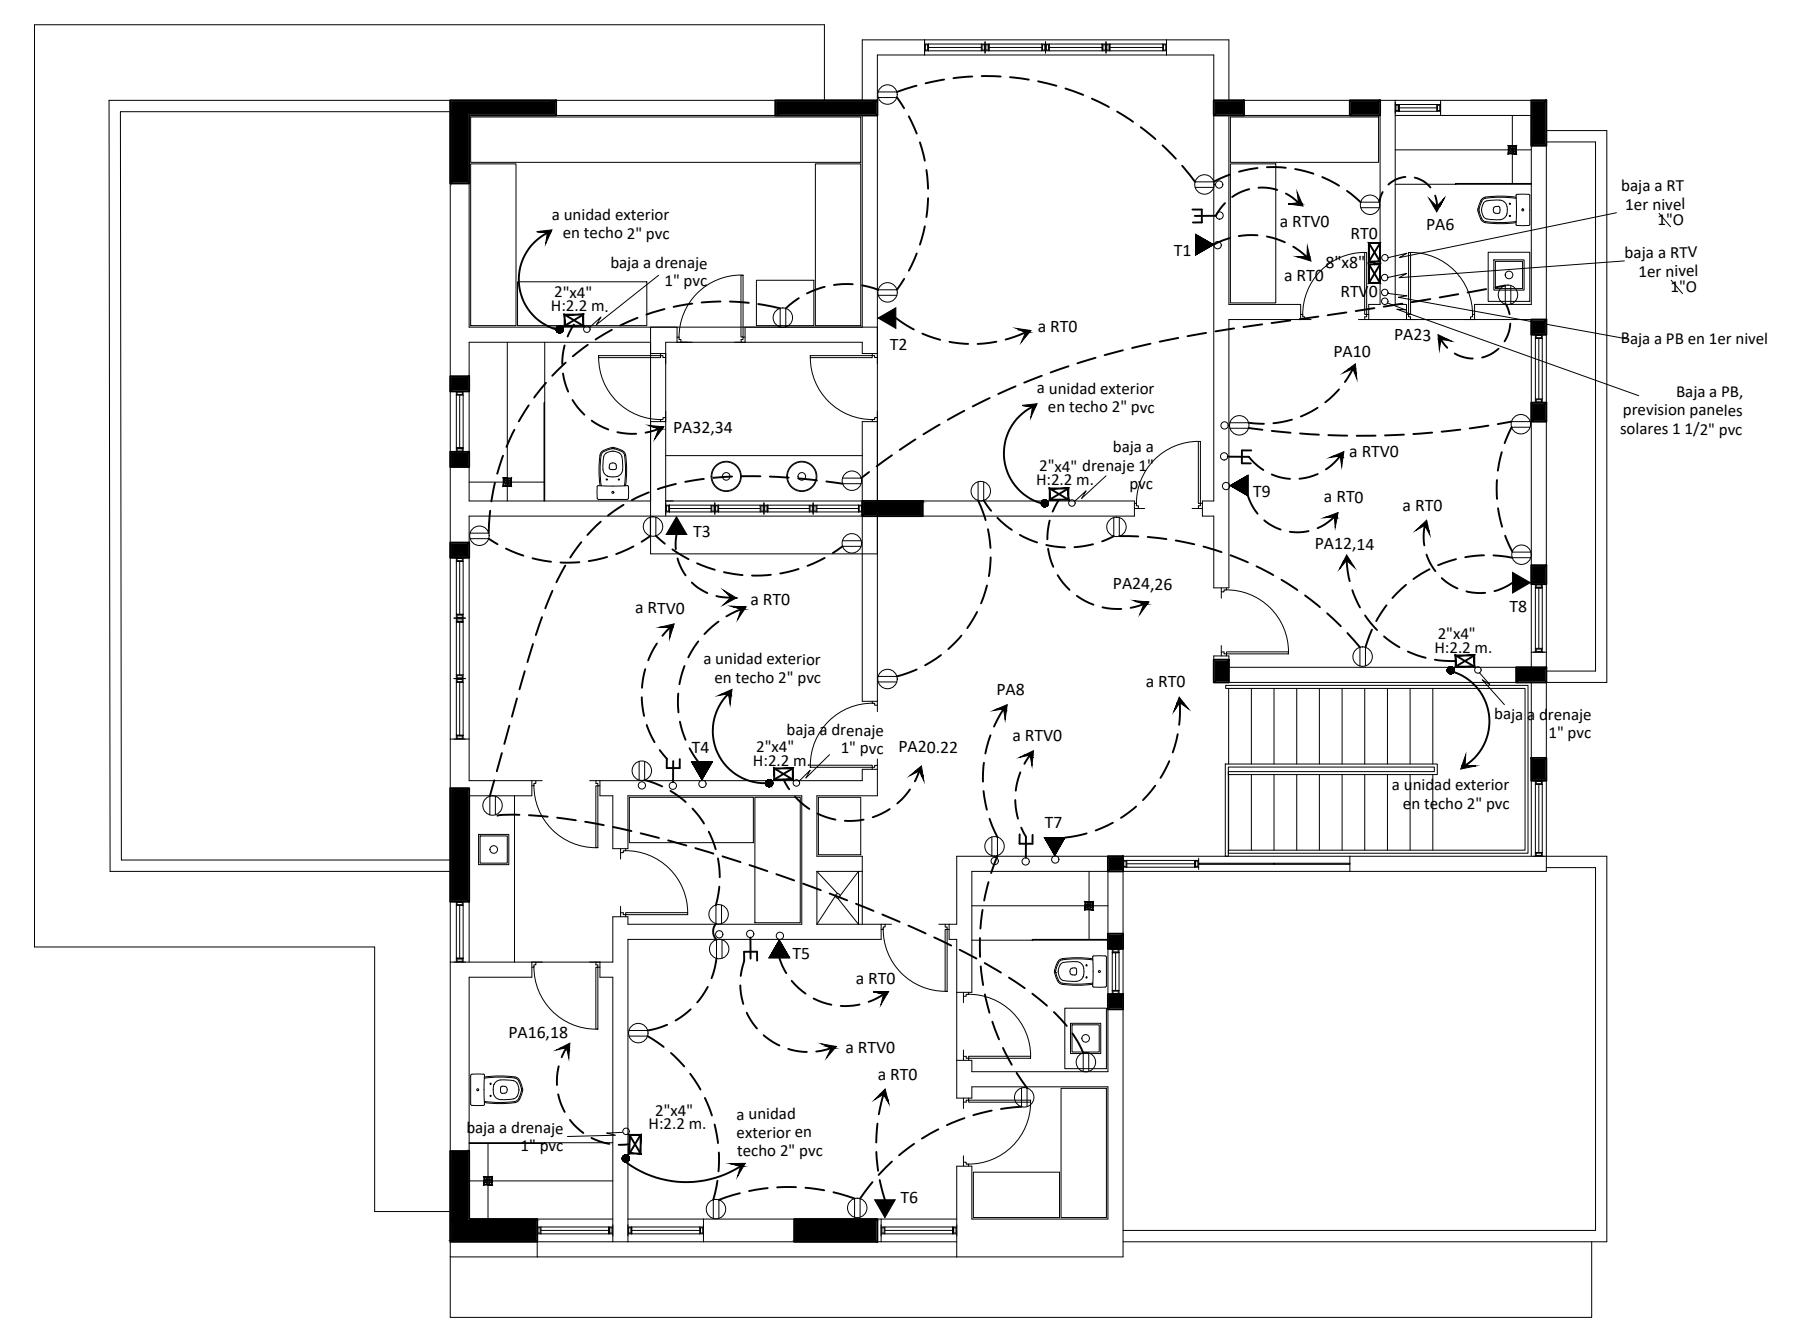 a unidad exterior
en techo 2" pvc
baja a drenaje
1" pvc
2"x4"
H:2.2 m.
PA32,34
T2
a RT0
T1
a RTV0
a RT0
PA6
RT0
8"x8"
RTV0
baja a RT
1er nivel
1"O
baja a RTV
1er nivel
1"O
Baja a PB en 1er nivel
Baja a PB,
prevision paneles
solares 1 1/2" pvc
PA23
PA10
a RTV0
T9
a RT0
a RT0
PA12,14
T8
2"x4"
H:2.2 m.
baja a drenaje
1" pvc
a unidad exterior
en techo 2" pvc
a unidad exterior
en techo 2" pvc
baja a
drenaje 1"
pvc
2"x4"
H:2.2 m.
PA24,26
T3
a RT0
a RTV0
a unidad exterior
en techo 2" pvc
T4
baja a drenaje
1" pvc
2"x4"
H:2.2 m.
PA20.22
PA8
a RTV0
a RT0
T7
T5
a RT0
a RTV0
a RT0
PA16,18
2"x4"
H:2.2 m.
baja a drenaje
1" pvc
a unidad
exterior en
techo 2" pvc
T6